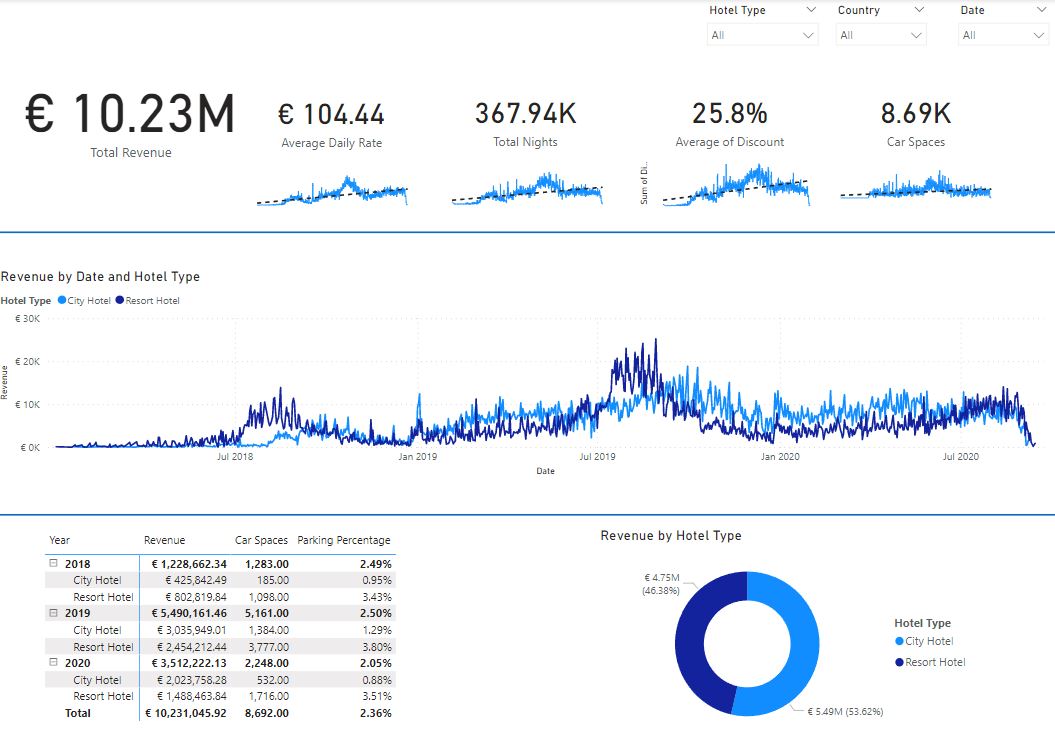 Hotel Type Country Date
All All All
€ 10.23M € 104.44 367.94K 25.8% 8.69K
Total Revenue Average Daily Rate Total Nights Average of Discount Car Spaces
Sum of Di...
Revenue by Date and Hotel Type
Hotel Type City Hotel Resort Hotel
€ 30K
€ 20K
€ 10K
€ 0K
Revenue
Jul 2018 Jan 2019 Jul 2019 Jan 2020 Jul 2020
Date
Year Revenue Car Spaces Parking Percentage
2018 € 1,228,662.34 1,283.00 2.49%
City Hotel € 425,842.49 185.00 0.95%
Resort Hotel € 802,819.84 1,098.00 3.43%
2019 € 5,490,161.46 5,161.00 2.50%
City Hotel € 3,035,949.01 1,384.00 1.29%
Resort Hotel € 2,454,212.44 3,777.00 3.80%
2020 € 3,512,222.13 2,248.00 2.05%
City Hotel € 2,023,758.28 532.00 0.88%
Resort Hotel € 1,488,463.84 1,716.00 3.51%
Total € 10,231,045.92 8,692.00 2.36%
Revenue by Hotel Type
€ 4.75M
(46.38%)
€ 5.49M (53.62%)
Hotel Type
City Hotel
Resort Hotel